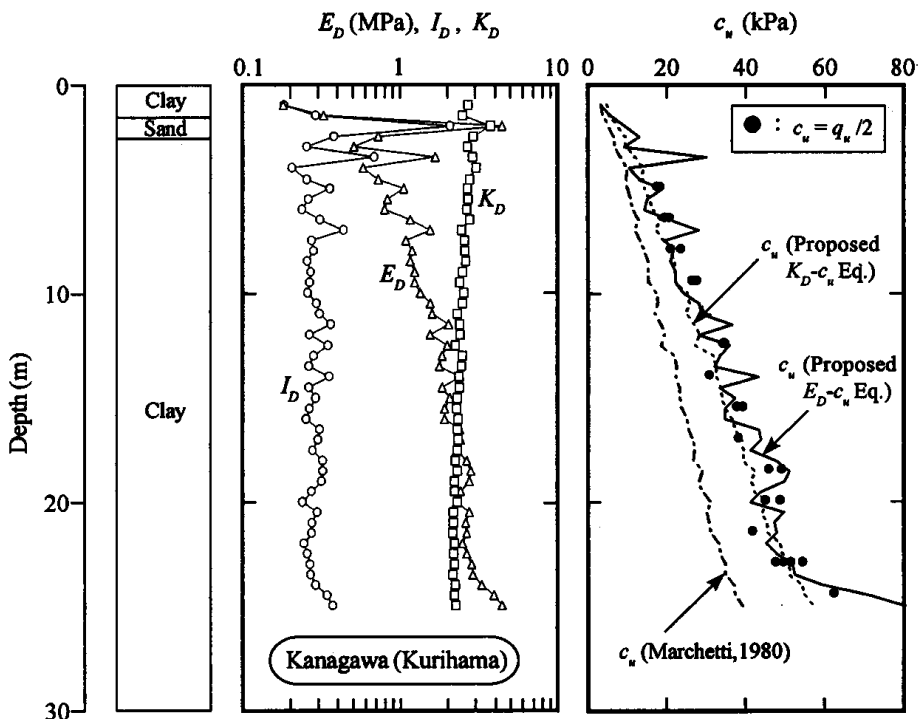 E_D (MPa), I_D , K_D
c_u (kPa)
0.1 1 10 0 20 40 60 80
0
10
20
30
Depth (m)
Clay
Sand
Clay
K_D
E_D
I_D
● : c_u = q_u /2
c_u (Proposed
K_D-c_u Eq.)
c_u (Proposed
E_D-c_u Eq.)
c_u (Marchetti, 1980)
Kanagawa (Kurihama)